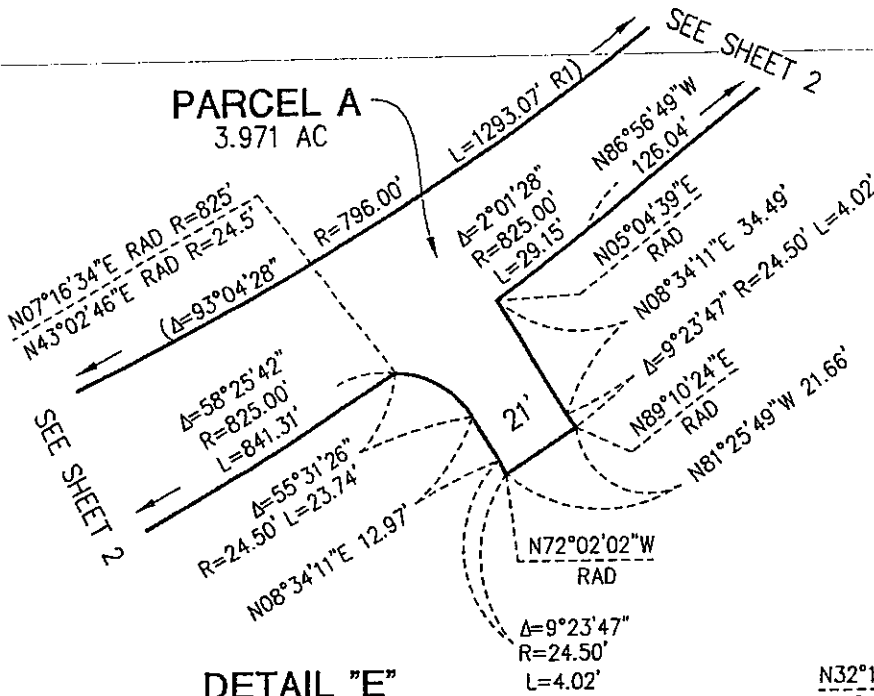 SEE SHEET 2
PARCEL A
3.971 AC
L=1293.07' R1)
N86°56'49"W
126.04'
Δ=2°01'28"
R=825.00'
L=29.15'
N05°04'39"E
RAD
R=796.00'
N07°16'34"E RAD R=825'
N43°02'46"E RAD R=24.5'
(Δ=93°04'28"
N08°34'11"E 34.49'
Δ=9°23'47" R=24.50' L=4.02'
N89°10'24"E
RAD
N81°25'49"W 21.66'
Δ=58°25'42"
R=825.00'
L=841.31'
21'
SEE SHEET 2
Δ=55°31'26"
R=24.50' L=23.74'
N08°34'11"E 12.97'
N72°02'02"W
RAD
Δ=9°23'47"
R=24.50'
L=4.02'
DETAIL "E"
N32°1